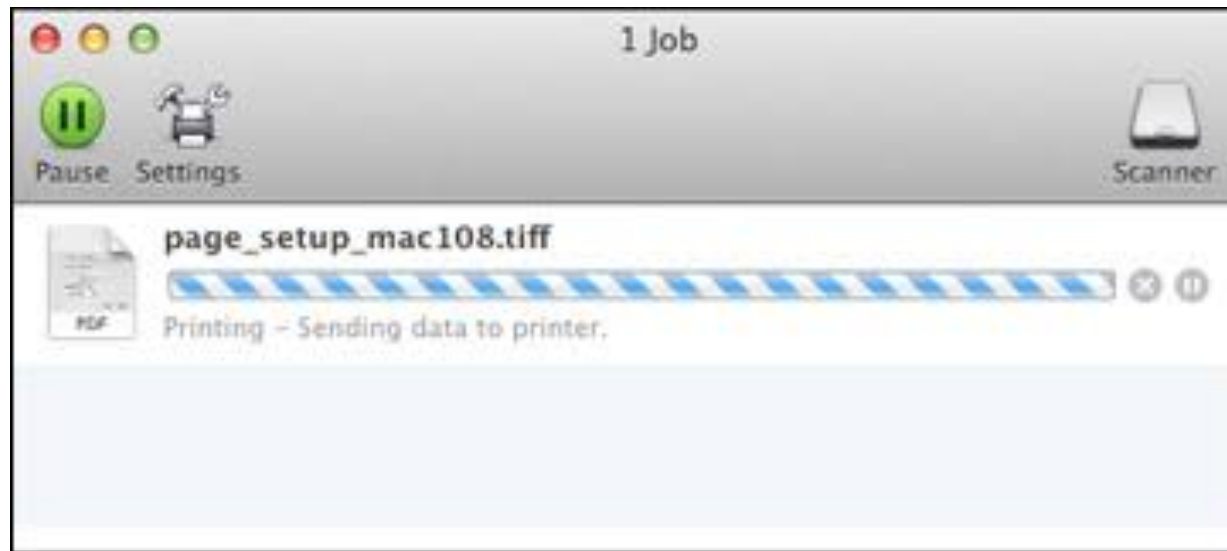 1 Job
Pause Settings Scanner
page_setup_mac108.tiff
PDF
Printing – Sending data to printer.